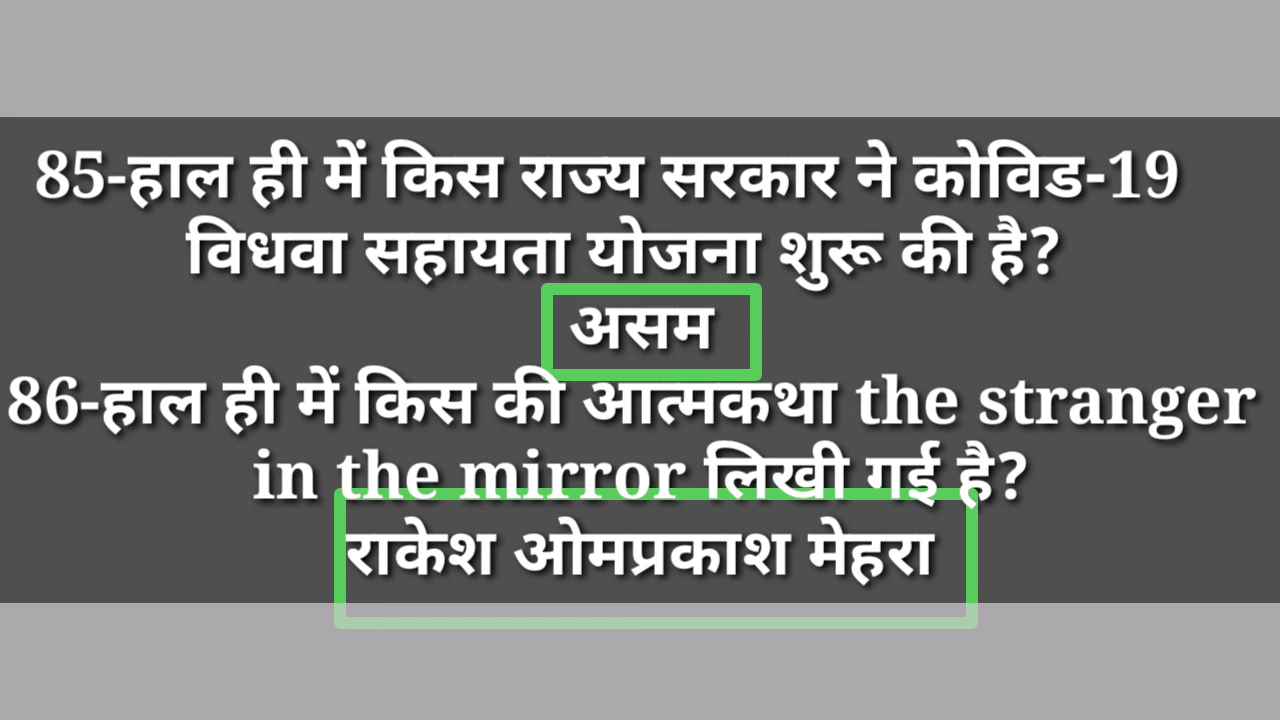 85-हाल ही में किस राज्य सरकार ने कोविड-19
विधवा सहायता योजना शुरू की है?
असम
86-हाल ही में किस की आत्मकथा the stranger
in the mirror लिखी गई है?
राकेश ओमप्रकाश मेहरा